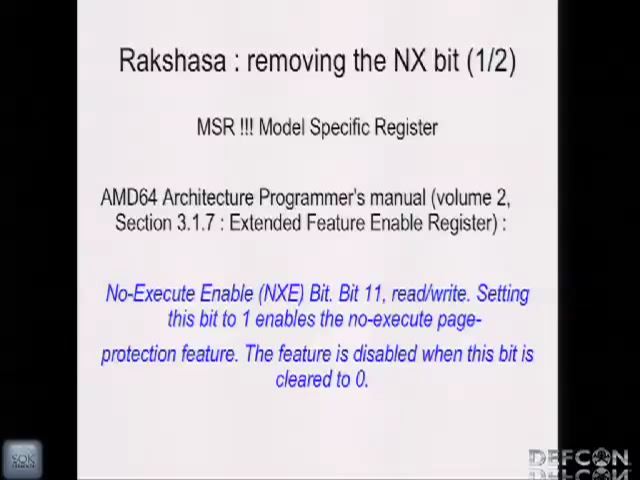 Rakshasa : removing the NX bit (1/2)
MSR !!! Model Specific Register
AMD64 Architecture Programmer's manual (volume 2,
Section 3.1.7 : Extended Feature Enable Register) :
No-Execute Enable (NXE) Bit. Bit 11, read/write. Setting
this bit to 1 enables the no-execute page-
protection feature. The feature is disabled when this bit is
cleared to 0.
SOK
DEFCON